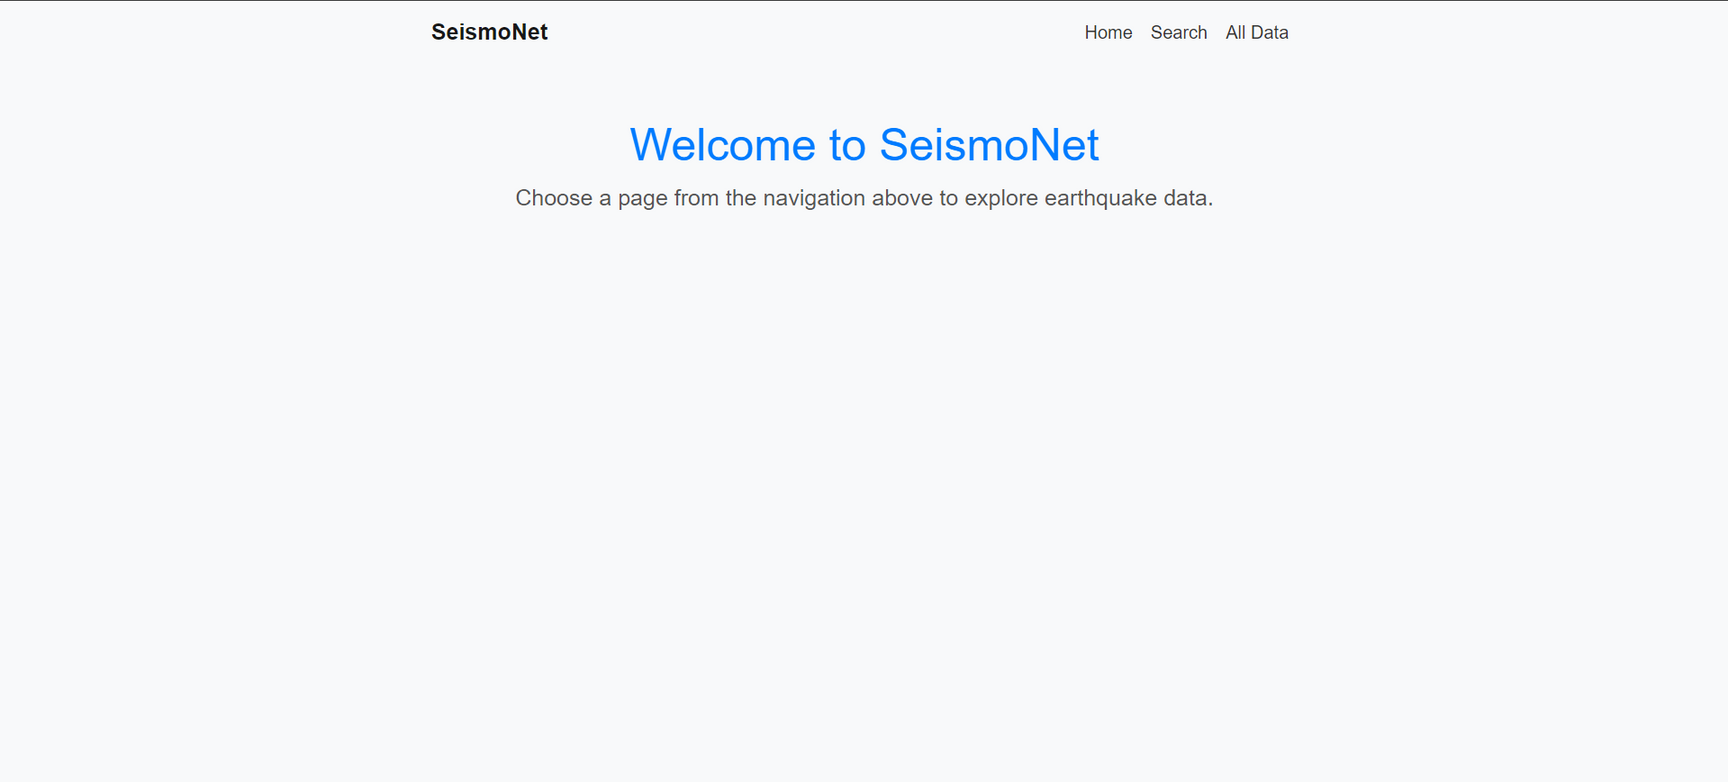 SeismoNet
Home Search All Data
Welcome to SeismoNet
Choose a page from the navigation above to explore earthquake data.